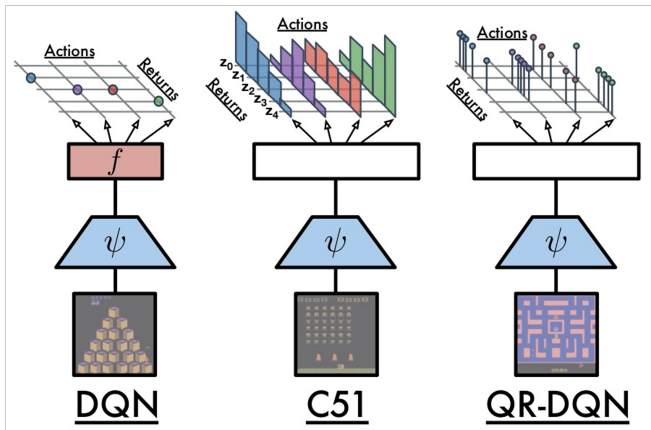 Actions
Returns
f
ψ
DQN
Actions
z₀
z₁
z₂
z₃
z₄
Returns
ψ
C51
Actions
Returns
ψ
QR-DQN